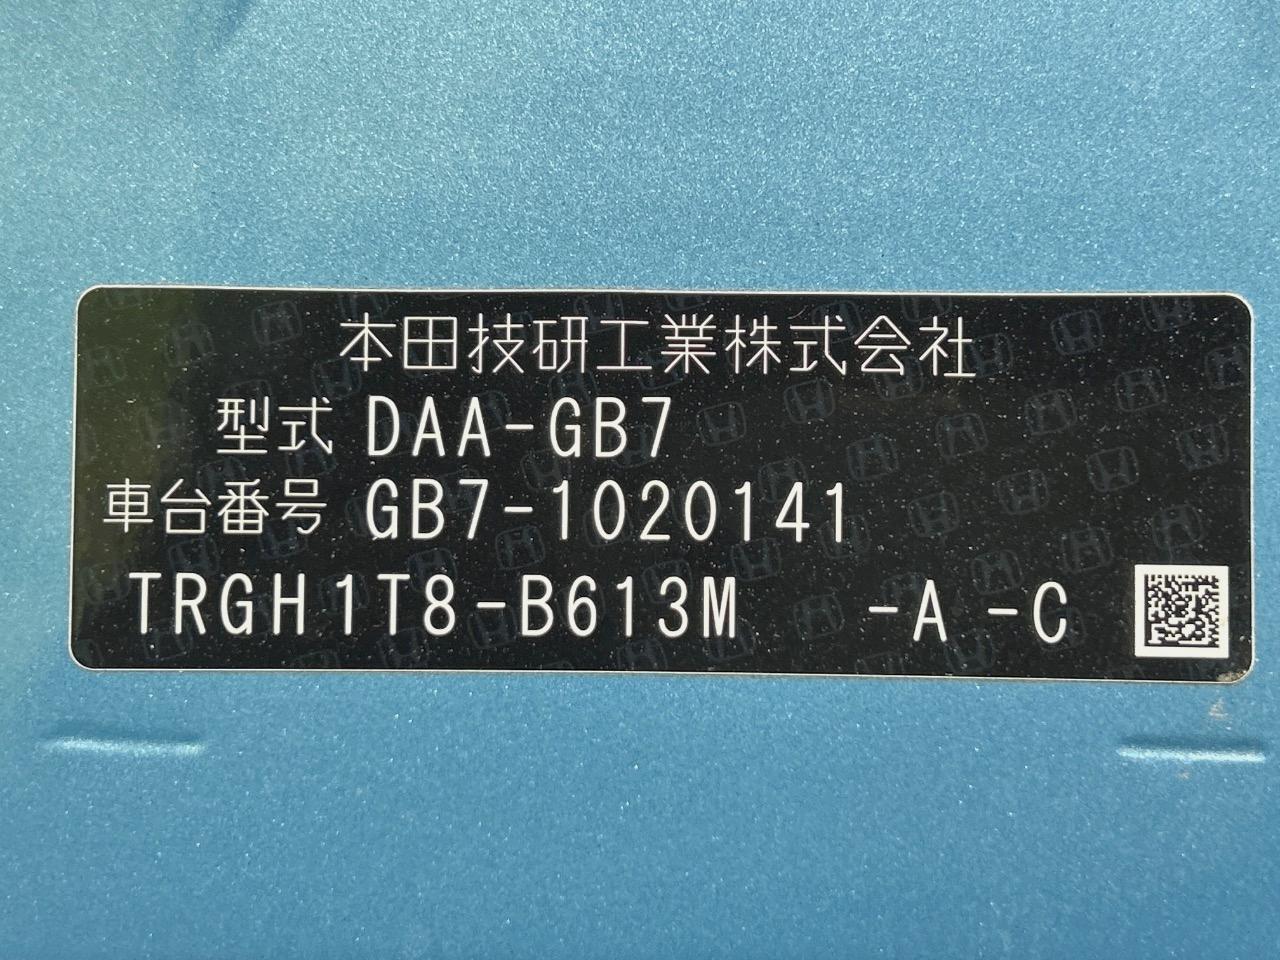 本田技研工業株式会社
型式 DAA-GB7
車台番号 GB7-1020141
TRGH1T8-B613M -A -C